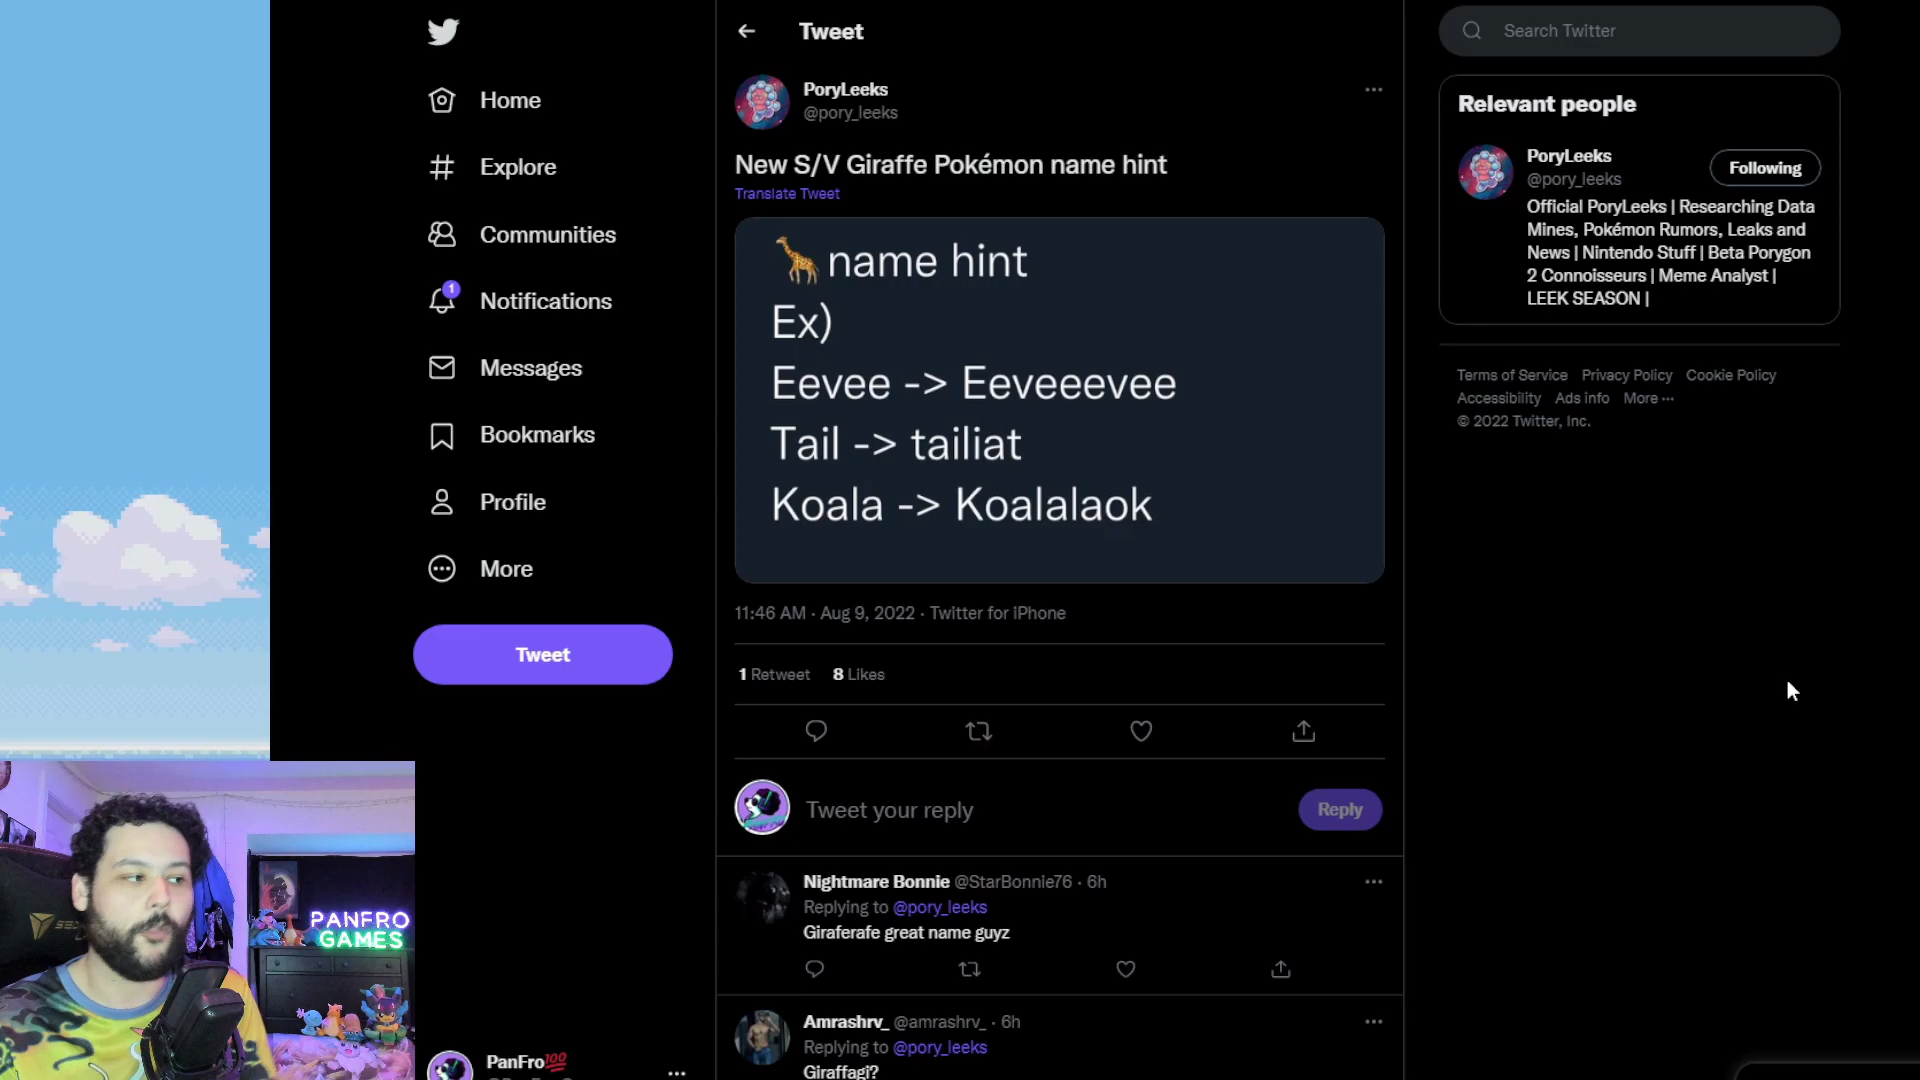 Home
Explore
Communities
1
Notifications
Messages
Bookmarks
Profile
More
Tweet
PANFRO
GAMES
PanFro💯
Tweet
PoryLeeks
@pory_leeks
New S/V Giraffe Pokémon name hint
Translate Tweet
🦒name hint
Ex)
Eevee -> Eeveeevee
Tail -> tailiat
Koala -> Koalalaok
11:46 AM · Aug 9, 2022 · Twitter for iPhone
1 Retweet 8 Likes
Tweet your reply
Reply
Nightmare Bonnie @StarBonnie76 · 6h
Replying to @pory_leeks
Giraferafe great name guyz
Amrashrv_ @amrashrv_ · 6h
Replying to @pory_leeks
Giraffagi?
Search Twitter
Relevant people
PoryLeeks
@pory_leeks
Following
Official PoryLeeks | Researching Data
Mines, Pokémon Rumors, Leaks and
News | Nintendo Stuff | Beta Porygon
2 Connoisseurs | Meme Analyst |
LEEK SEASON |
Terms of Service Privacy Policy Cookie Policy
Accessibility Ads info More ···
© 2022 Twitter, Inc.